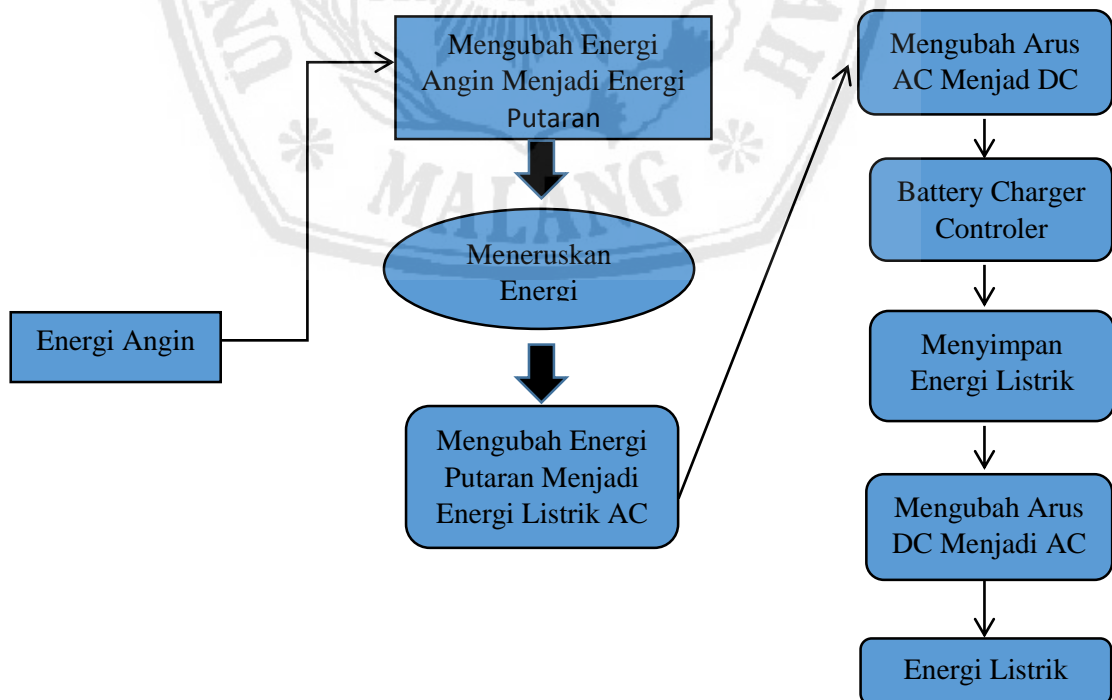 Energi Angin
Mengubah Energi
Angin Menjadi Energi
Putaran
Meneruskan
Energi
Mengubah Energi
Putaran Menjadi
Energi Listrik AC
Mengubah Arus
AC Menjad DC
Battery Charger
Controler
Menyimpan
Energi Listrik
Mengubah Arus
DC Menjadi AC
Energi Listrik
MALANG